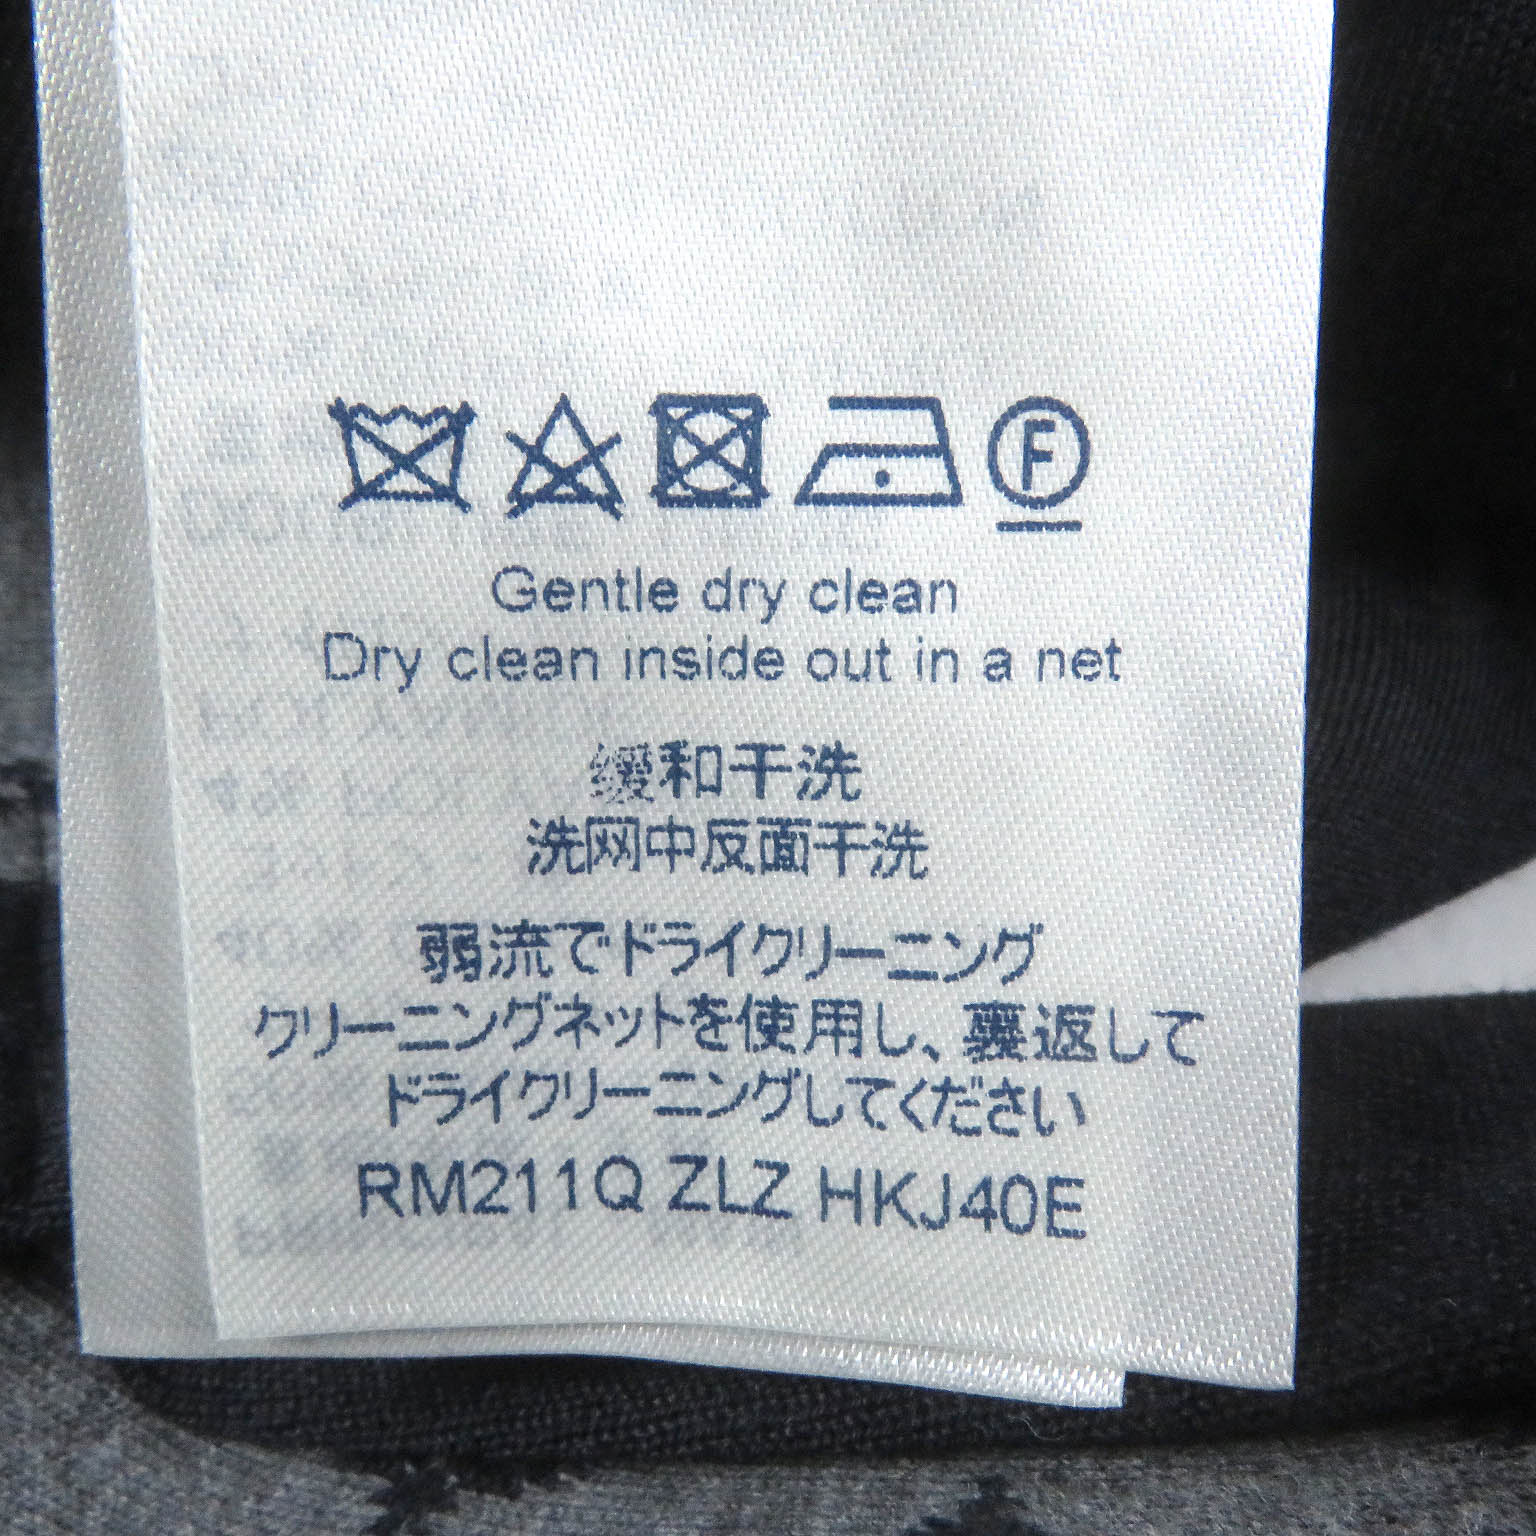 F
Gentle dry clean
Dry clean inside out in a net
缓和干洗
洗网中反面干洗
弱流でドライクリーニング
クリーニングネットを使用し、裏返して
ドライクリーニングしてください
RM211Q ZLZ HKJ40E